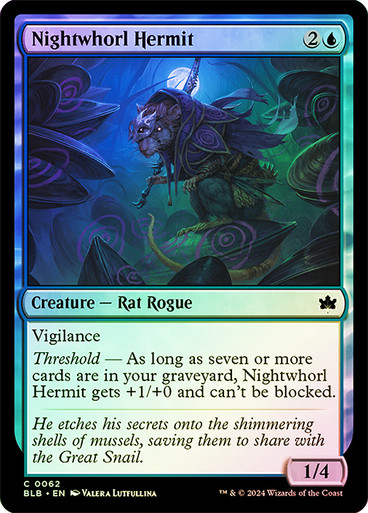 Nightwhorl Hermit 2
Creature — Rat Rogue
Vigilance
Threshold — As long as seven or more
cards are in your graveyard, Nightwhorl
Hermit gets +1/+0 and can't be blocked.
He etches his secrets onto the shimmering
shells of mussels, saving them to share with
the Great Snail.
1/4
C 0062
BLB • EN Valera Lutfullina
™ & © 2024 Wizards of the Coast